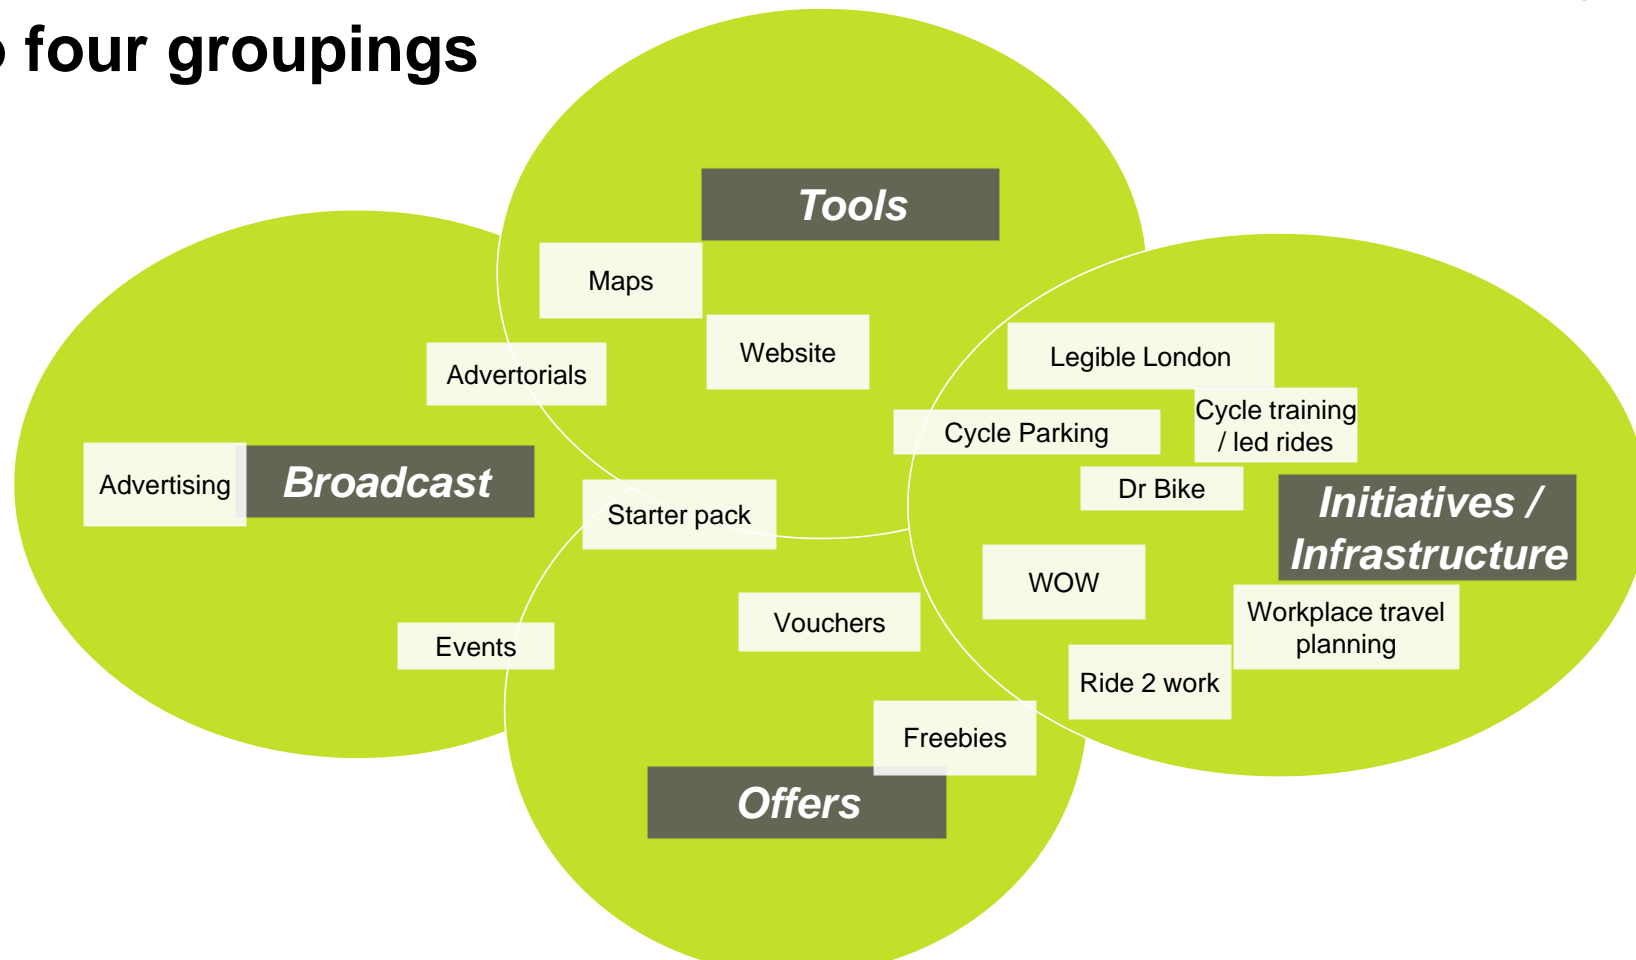 four groupings
Tools
Maps
Website
Legible London
Advertorials
Cycle training
/ led rides
Cycle Parking
Advertising
Broadcast
Dr Bike
Initiatives /
Infrastructure
Starter pack
WOW
Vouchers
Workplace travel
planning
Events
Ride 2 work
Freebies
Offers